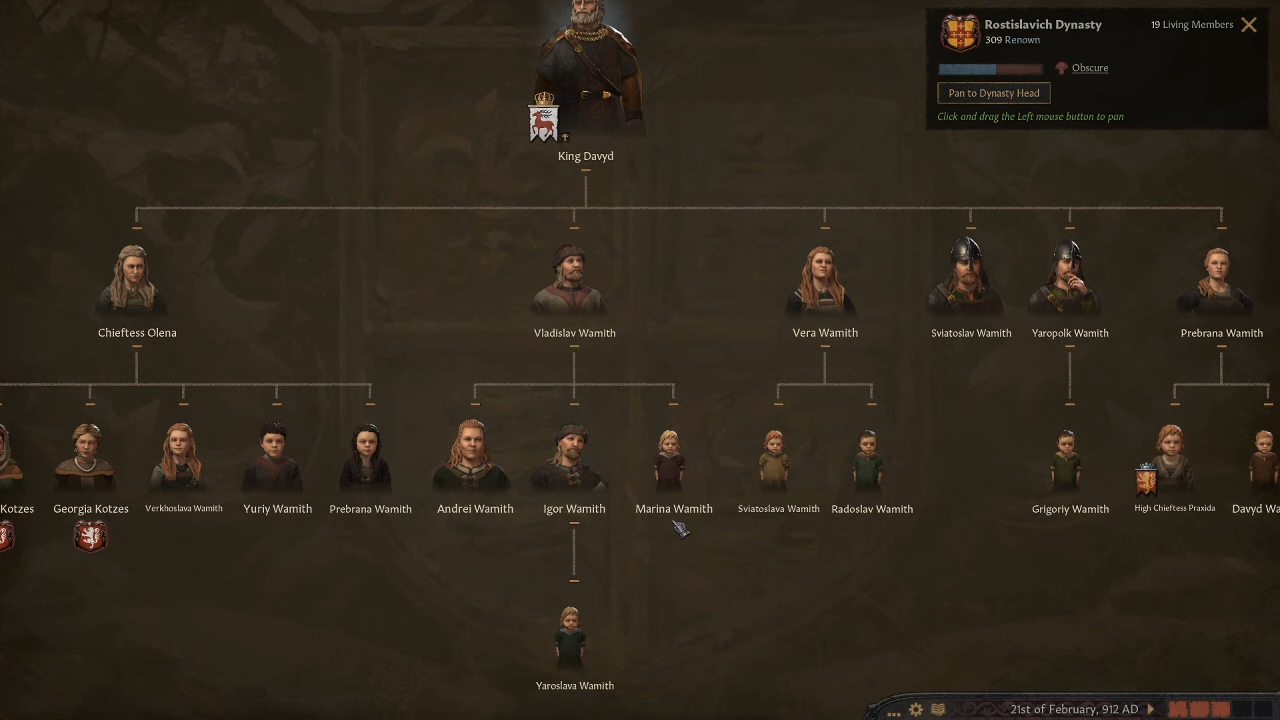 Rostislavich Dynasty
19 Living Members
309 Renown
Obscure
Pan to Dynasty Head
Click and drag the Left mouse button to pan
King Davyd
Chieftess Olena
Vladislav Wamith
Vera Wamith
Sviatoslav Wamith
Yaropolk Wamith
Prebrana Wamith
Kotzes
Georgia Kotzes
Verkhoslava Wamith
Yuriy Wamith
Prebrana Wamith
Andrei Wamith
Igor Wamith
Marina Wamith
Sviatoslava Wamith
Radoslav Wamith
Grigoriy Wamith
High Chieftess Praxida
Davyd Wa
Yaroslava Wamith
21st of February, 912 AD